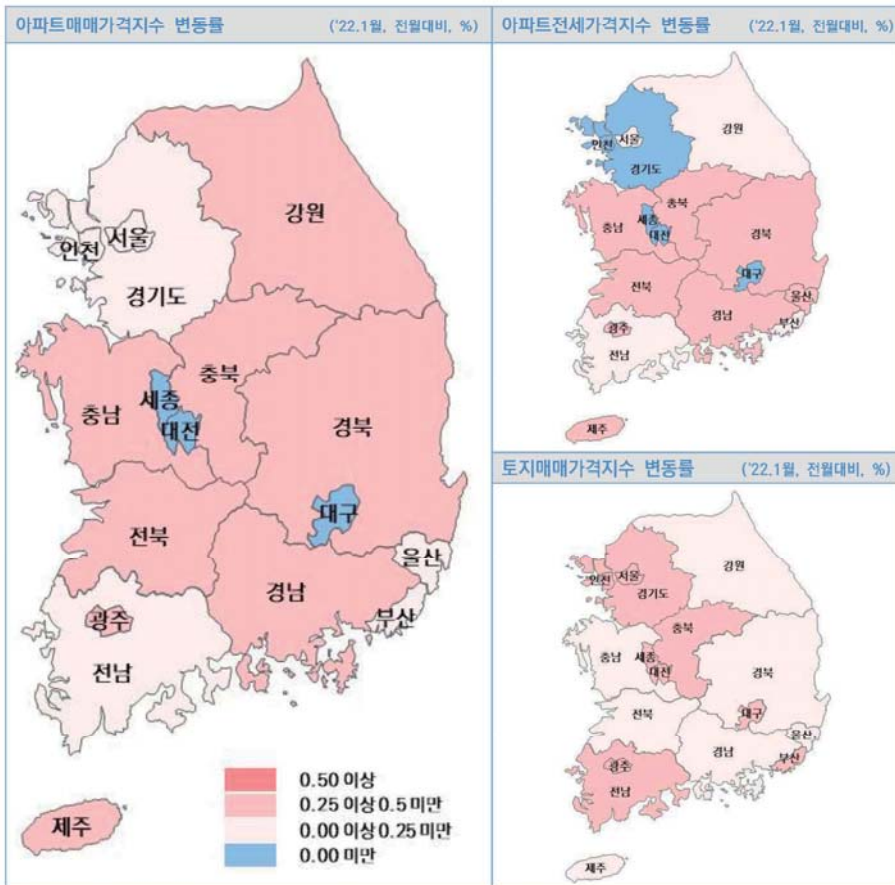 아파트매매가격지수 변동률 ('22.1월, 전월대비, %)
강원
서울
인천
경기도
충북
세종
충남
대전
경북
대구
전북
울산
경남
부산
광주
전남
제주
0.50 이상
0.25 이상 0.5 미만
0.00 이상 0.25 미만
0.00 미만
아파트전세가격지수 변동률 ('22.1월, 전월대비, %)
강원
서울
인천
경기도
충북
세종
충남
대전
경북
대구
전북
울산
경남
부산
광주
전남
제주
토지매매가격지수 변동률 ('22.1월, 전월대비, %)
강원
서울
인천
경기도
충북
세종
충남
대전
경북
대구
전북
울산
경남
부산
광주
전남
제주